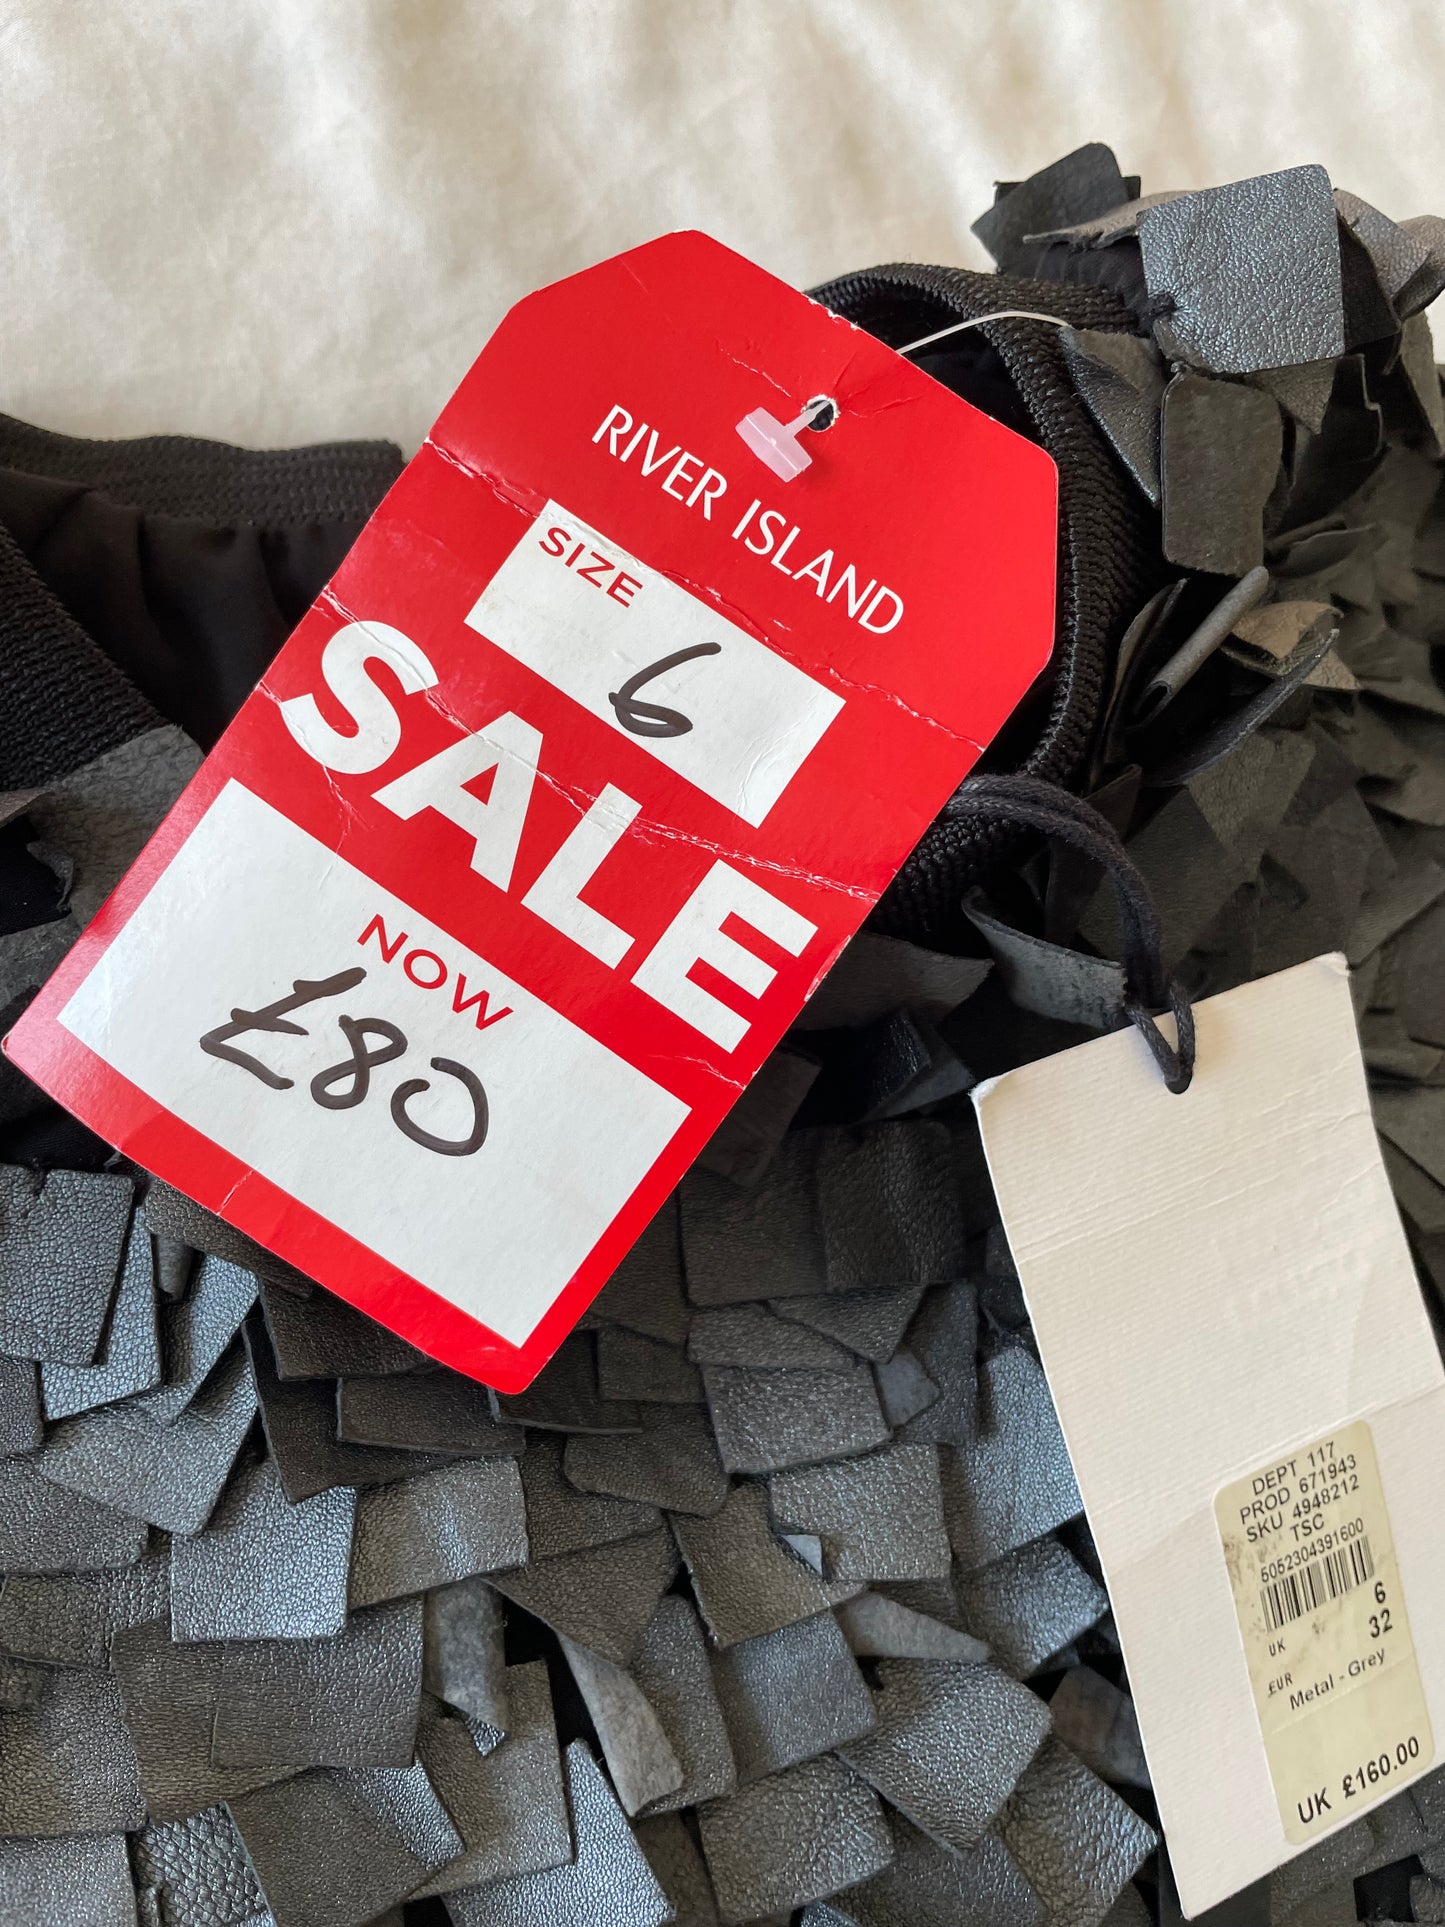 RIVER ISLAND
SIZE
6
SALE
NOW
£80
DEPT 117
PROD 671943
SKU 4948212
TSC
5052304391600
UK 6
EUR 32
Metal - Grey
UK £160.00